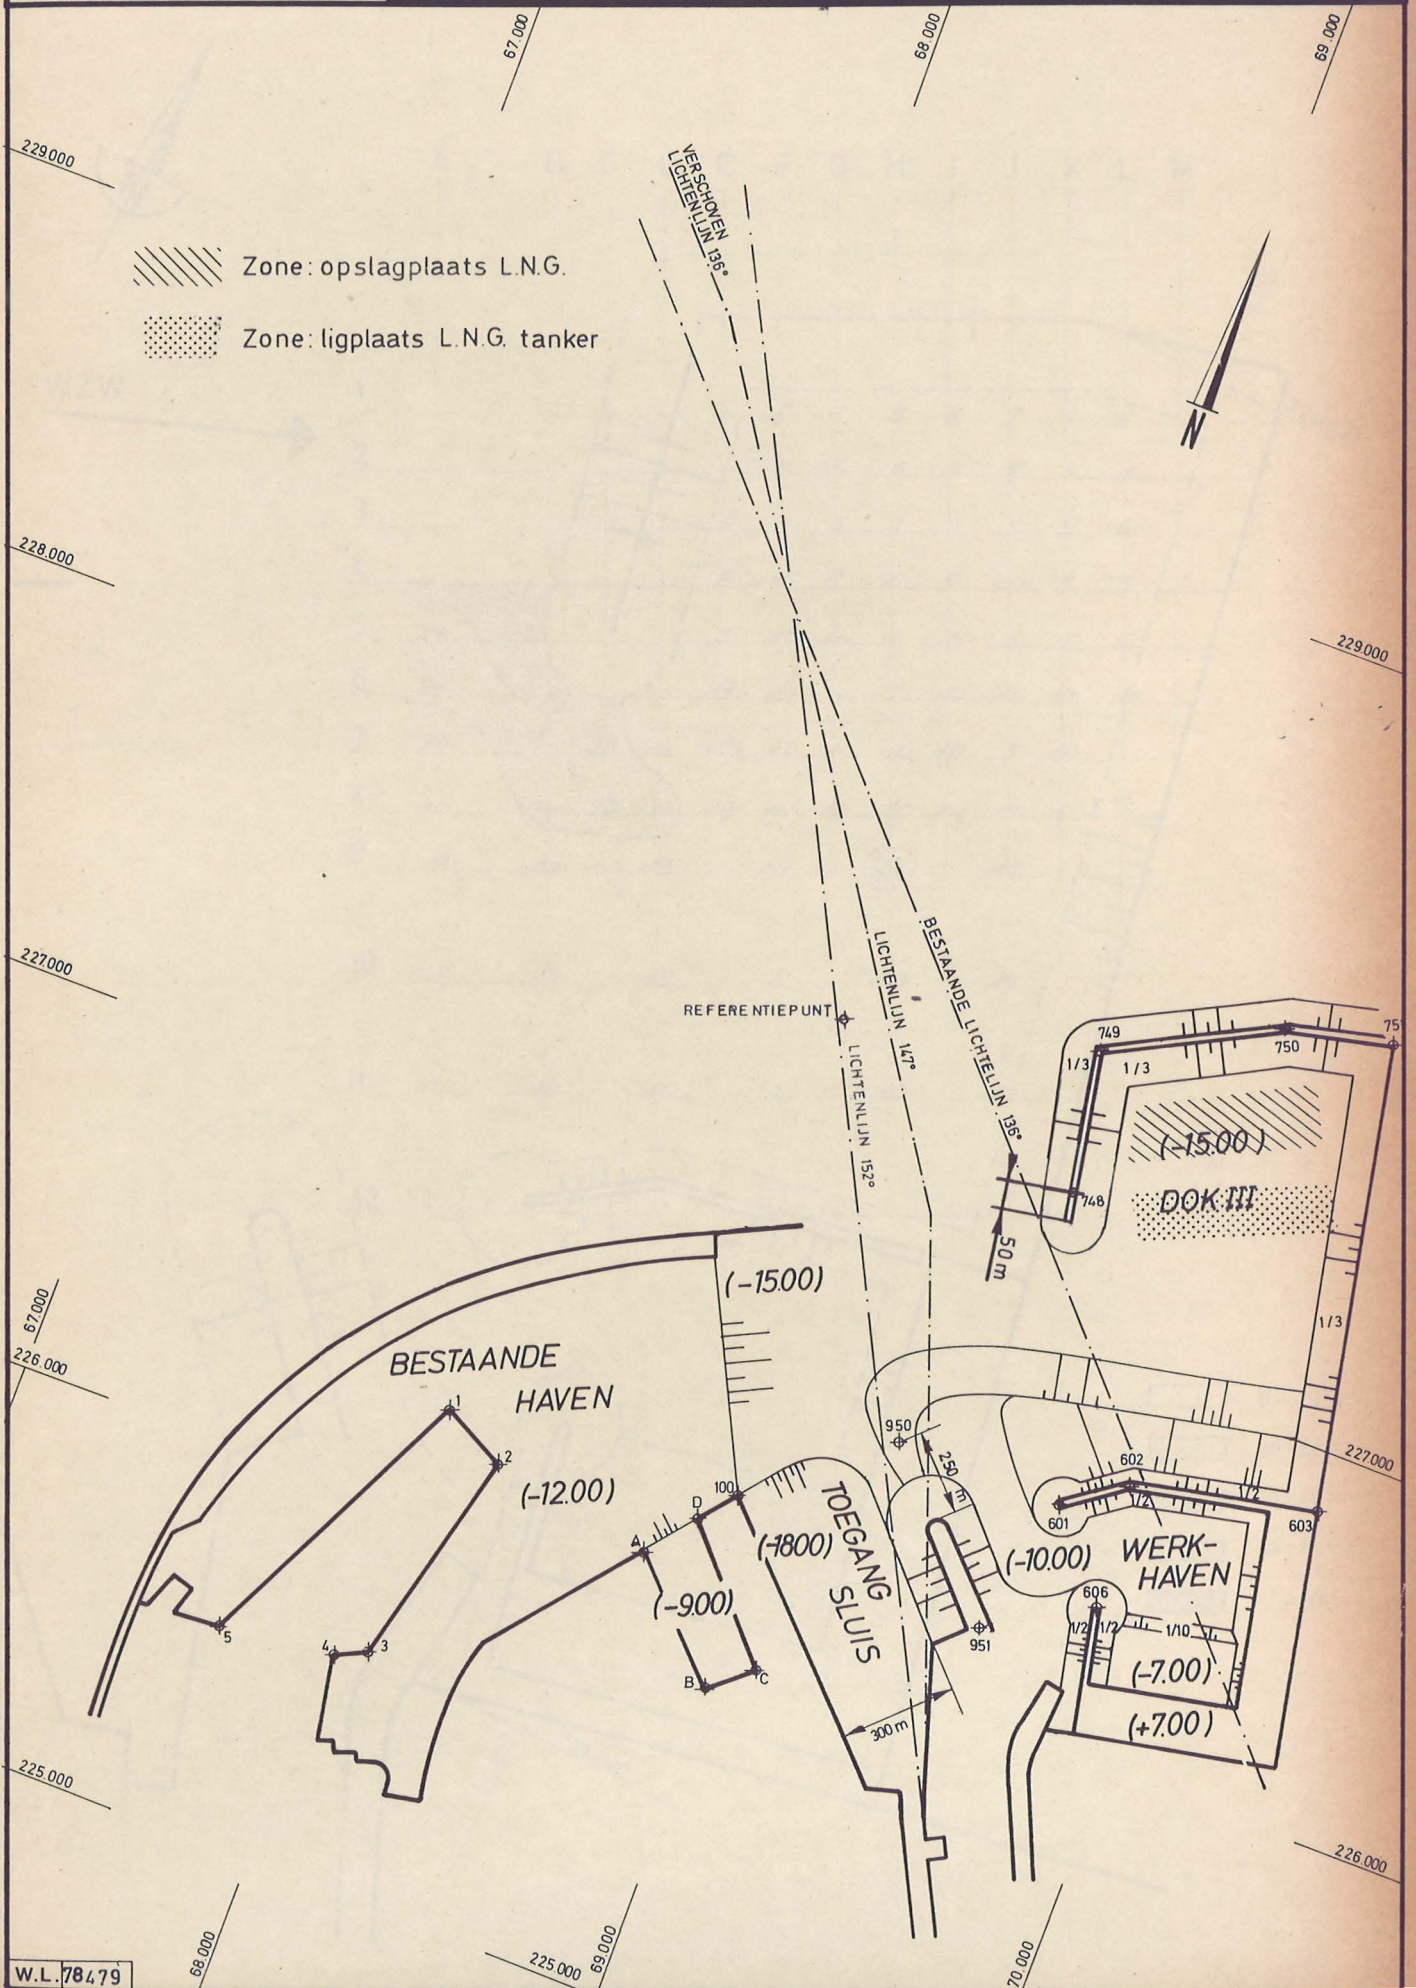 67.000
68.000
69.000
229.000
VERSCHOVEN
LICHTENLIJN 136°
Zone: opslagplaats L.N.G.
Zone: ligplaats L.N.G. tanker
N
228.000
229.000
227.000
REFERENTIEPUNT
LICHTENLIJN 152°
LICHTENLIJN 147°
BESTAANDE LICHTELIJN 136°
749
750
751
1/3
1/3
(-15.00)
DOK III
748
50 m
(-15.00)
67.000
226.000
1/3
BESTAANDE
HAVEN
1
2
(-12.00)
950
250 m
602
227.000
100
D
A
601
1/2
1/2
603
(-18.00)
TOEGANG
SLUIS
(-10.00)
WERK-
HAVEN
(-9.00)
606
5
4
3
951
1/2
1/2
1/10
B
C
(-7.00)
(+7.00)
300 m
225.000
226.000
68.000
225.000
69.000
70.000
W.L. 78479